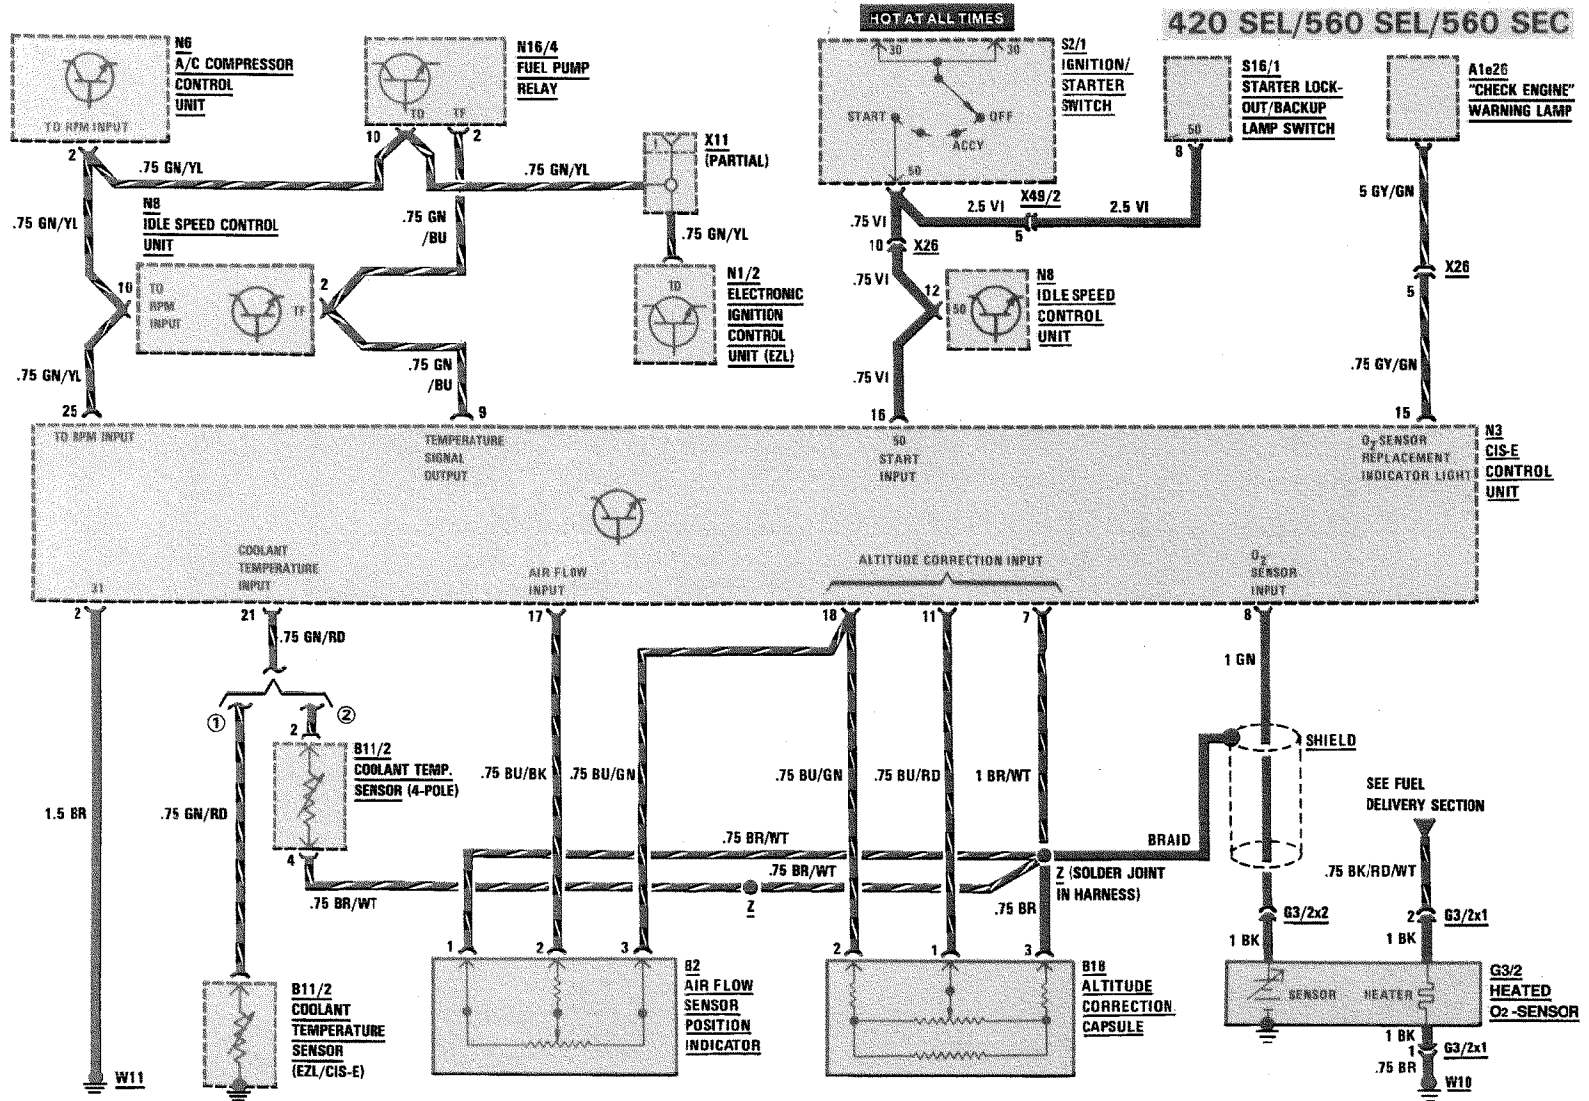 HOT AT ALL TIMES
420 SEL/560 SEL/560 SEC
N6
A/C COMPRESSOR
CONTROL
UNIT
TD RPM INPUT
2
N16/4
FUEL PUMP
RELAY
TD
TF
10
2
X11
(PARTIAL)
1
S2/1
IGNITION/
STARTER
SWITCH
30
30
START
OFF
ACCY
50
S16/1
STARTER LOCK-
OUT/BACKUP
LAMP SWITCH
50
8
A1e26
"CHECK ENGINE"
WARNING LAMP
.75 GN/YL
.75 GN/YL
.75 GN/YL
.75 GN
/BU
.75 GN/YL
.75 VI
2.5 VI
X49/2
2.5 VI
5
10
X26
.75 VI
5 GY/GN
X26
5
N8
IDLE SPEED CONTROL
UNIT
10
TD
RPM
INPUT
TF
2
N1/2
ELECTRONIC
IGNITION
CONTROL
UNIT (EZL)
TD
12
50
N8
IDLE SPEED
CONTROL
UNIT
.75 GN/YL
.75 GN
/BU
.75 VI
.75 GY/GN
25
9
16
15
TD RPM INPUT
TEMPERATURE
SIGNAL
OUTPUT
50
START
INPUT
O2 SENSOR
REPLACEMENT
INDICATOR LIGHT
N3
CIS-E
CONTROL
UNIT
X1
COOLANT
TEMPERATURE
INPUT
AIR FLOW
INPUT
ALTITUDE CORRECTION INPUT
O2
SENSOR
INPUT
2
21
17
18
11
7
8
.75 GN/RD
1 GN
①
②
2
B11/2
COOLANT TEMP.
SENSOR (4-POLE)
4
SHIELD
1.5 BR
.75 GN/RD
.75 BU/BK
.75 BU/GN
.75 BU/GN
.75 BU/RD
1 BR/WT
SEE FUEL
DELIVERY SECTION
.75 BR/WT
BRAID
.75 BR/WT
Z (SOLDER JOINT
IN HARNESS)
.75 BK/RD/WT
.75 BR/WT
Z
.75 BR
G3/2x2
2
G3/2x1
1 BK
1 BK
1
2
3
2
1
3
B11/2
COOLANT
TEMPERATURE
SENSOR
(EZL/CIS-E)
B2
AIR FLOW
SENSOR
POSITION
INDICATOR
B18
ALTITUDE
CORRECTION
CAPSULE
SENSOR
HEATER
G3/2
HEATED
O2-SENSOR
1 BK
1
G3/2x1
.75 BR
W11
W10